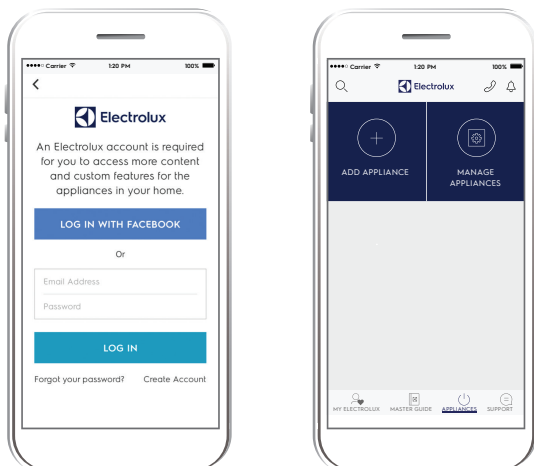 Carrier 1:20 PM 100%
Electrolux
An Electrolux account is required
for you to access more content
and custom features for the
appliances in your home.
LOG IN WITH FACEBOOK
Or
Email Address
Password
LOG IN
Forgot your password? Create Account
Carrier 1:20 PM 100%
Electrolux
ADD APPLIANCE
MANAGE
APPLIANCES
MY ELECTROLUX MASTER GUIDE APPLIANCES SUPPORT